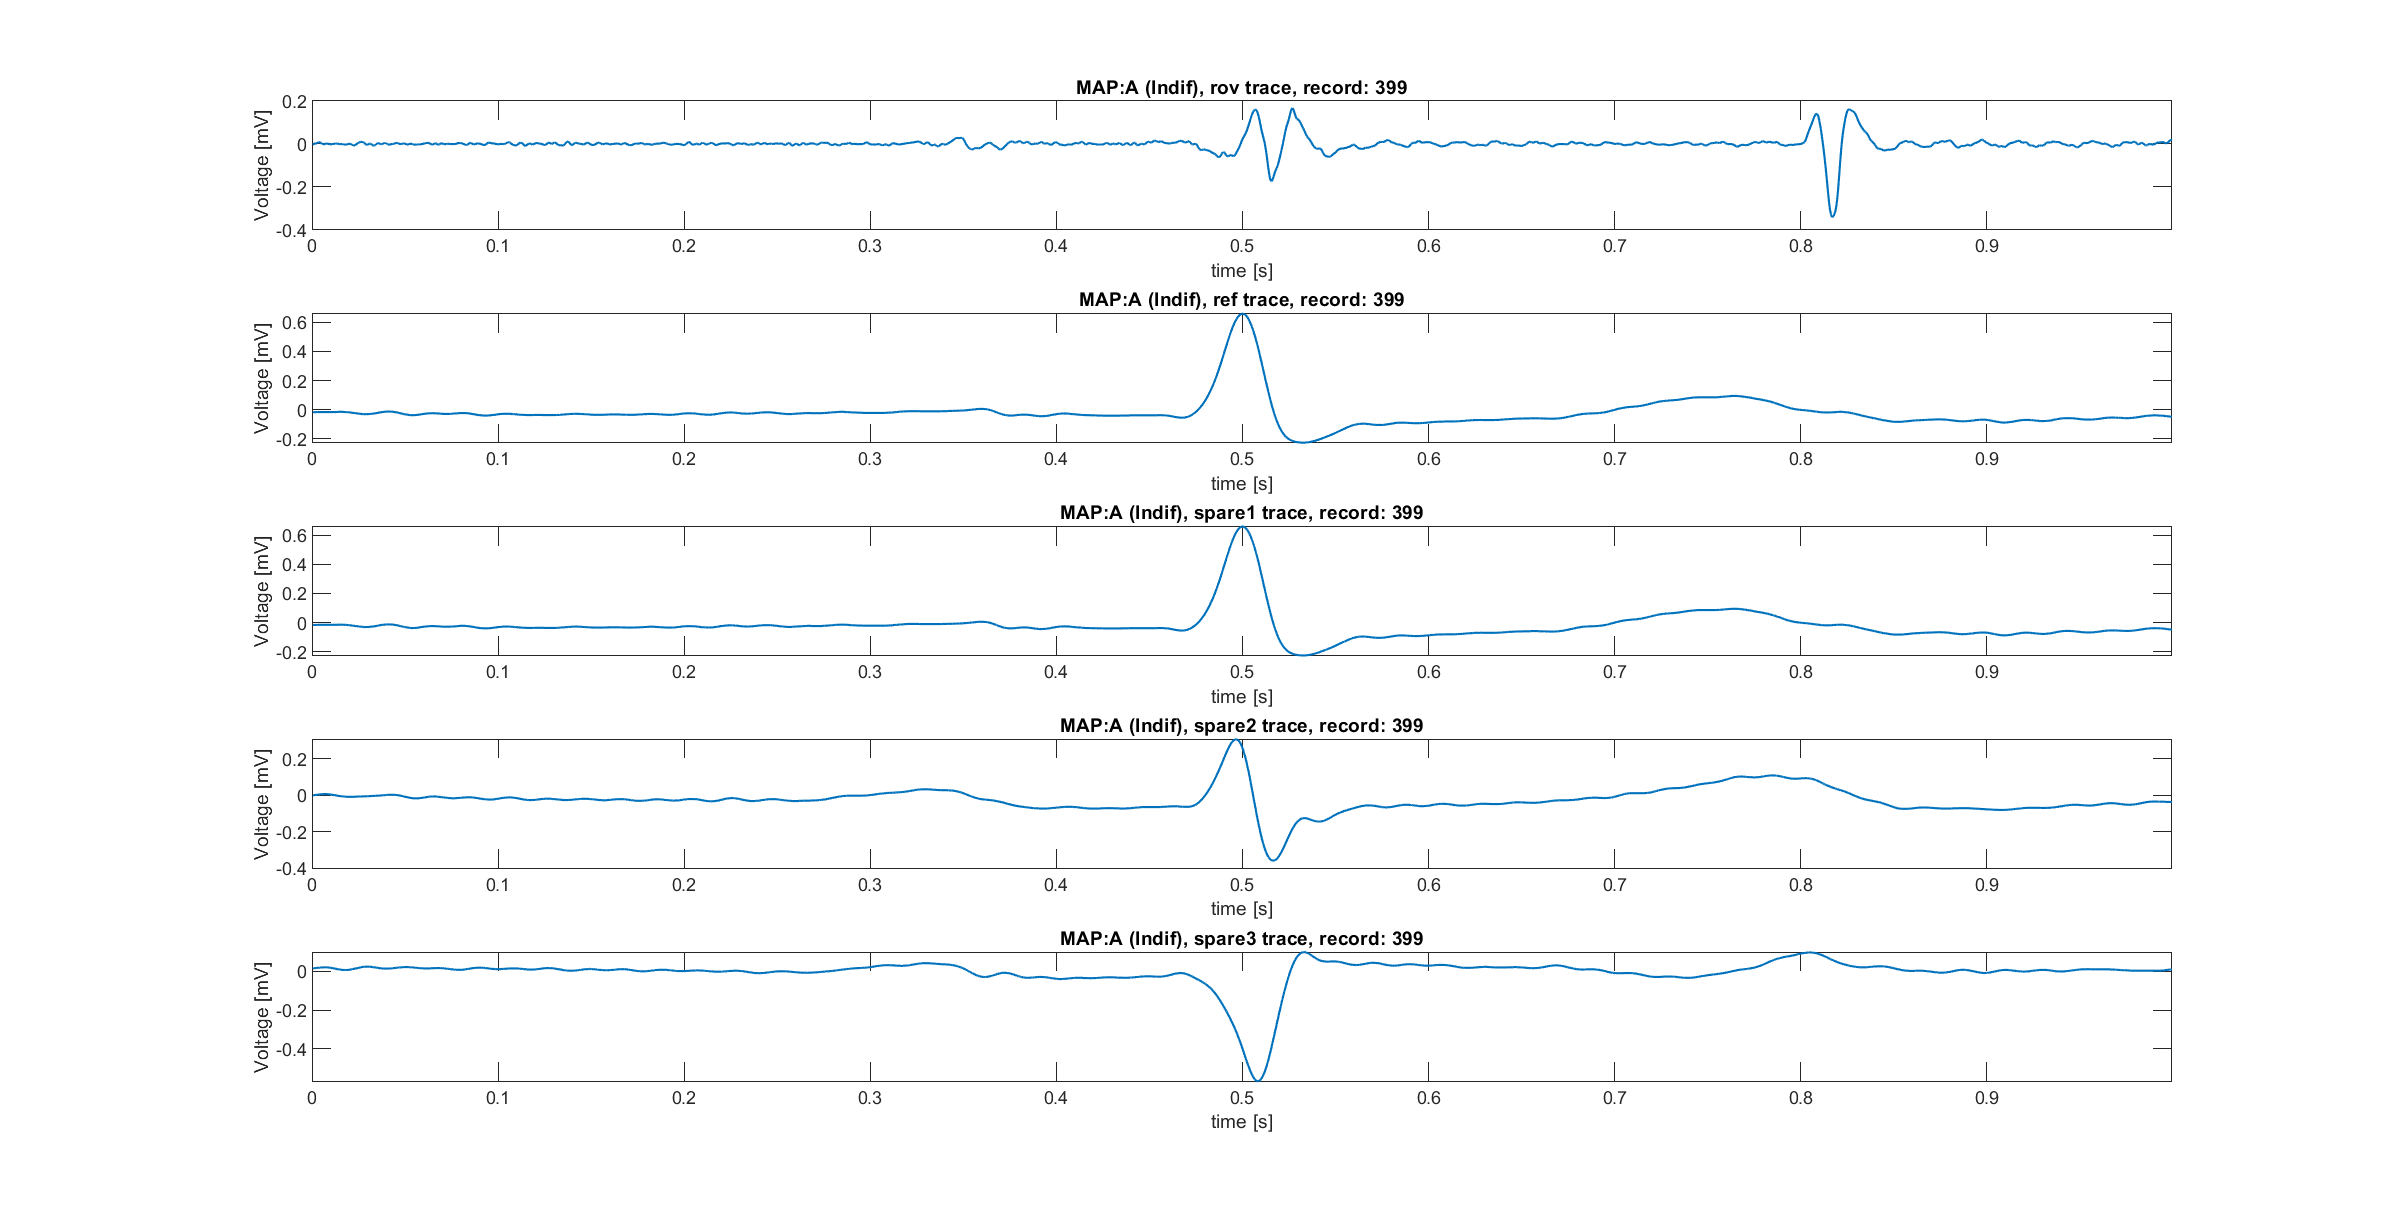 MAP:A (Indif), rov trace, record: 399
Voltage [mV]
0.2
0
-0.2
-0.4
0 0.1 0.2 0.3 0.4 0.5 0.6 0.7 0.8 0.9
time [s]
MAP:A (Indif), ref trace, record: 399
Voltage [mV]
0.6
0.4
0.2
0
-0.2
0 0.1 0.2 0.3 0.4 0.5 0.6 0.7 0.8 0.9
time [s]
MAP:A (Indif), spare1 trace, record: 399
Voltage [mV]
0.6
0.4
0.2
0
-0.2
0 0.1 0.2 0.3 0.4 0.5 0.6 0.7 0.8 0.9
time [s]
MAP:A (Indif), spare2 trace, record: 399
Voltage [mV]
0.2
0
-0.2
-0.4
0 0.1 0.2 0.3 0.4 0.5 0.6 0.7 0.8 0.9
time [s]
MAP:A (Indif), spare3 trace, record: 399
Voltage [mV]
0
-0.2
-0.4
0 0.1 0.2 0.3 0.4 0.5 0.6 0.7 0.8 0.9
time [s]